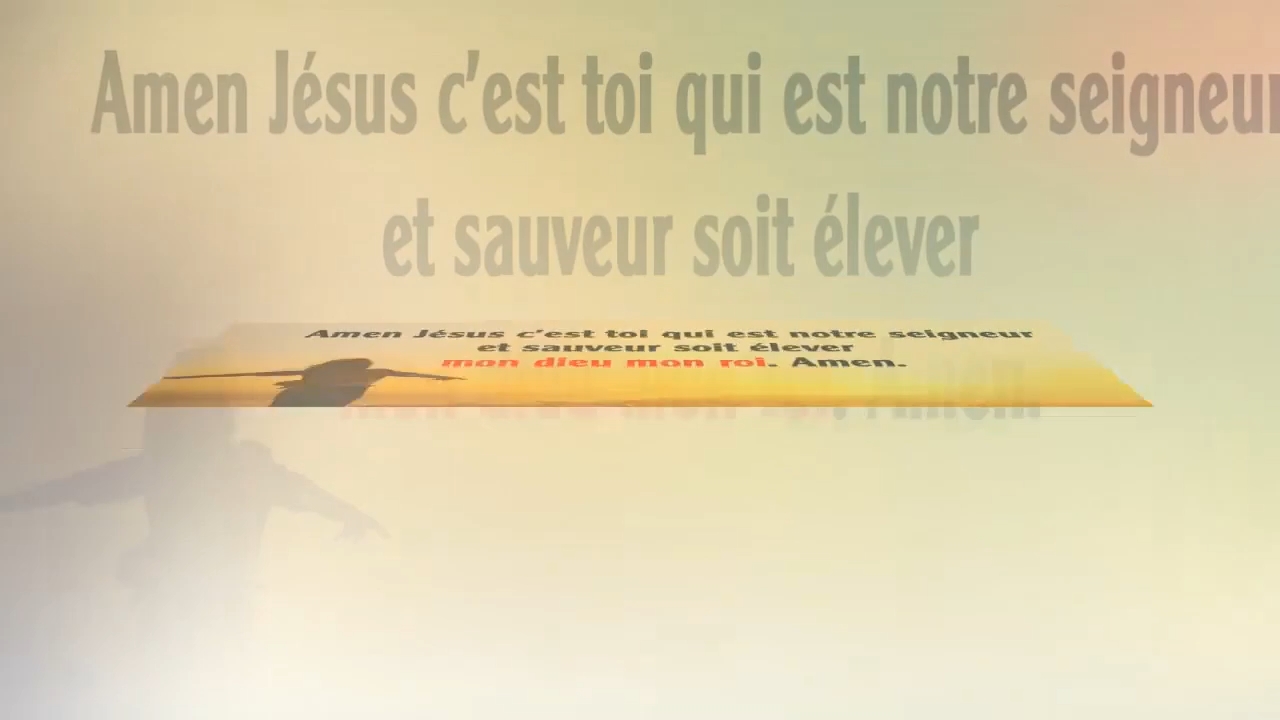 Amen Jésus c'est toi qui est notre seigneur
et sauveur soit élever
Amen Jésus c'est toi qui est notre seigneur
et sauveur soit élever
mon dieu mon roi. Amen.